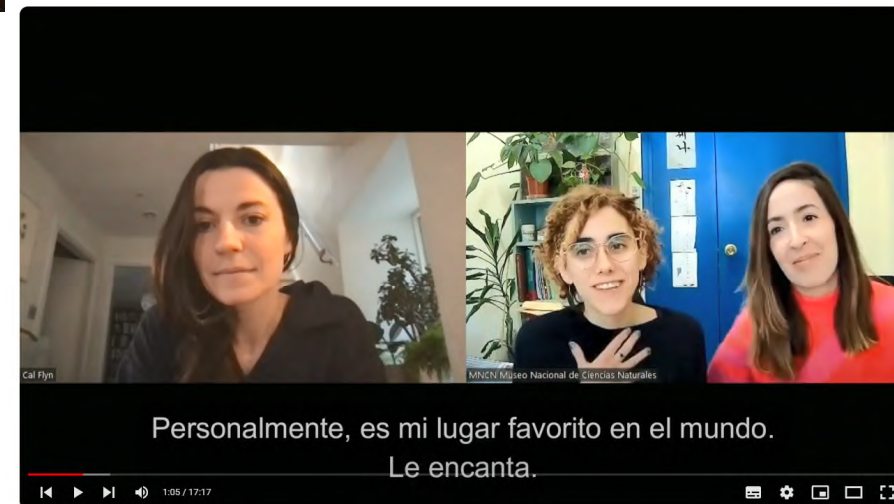 Cal Flyn
MNCN Museo Nacional de Ciencias Naturales
Personalmente, es mi lugar favorito en el mundo.
Le encanta.
1:05 / 17:17